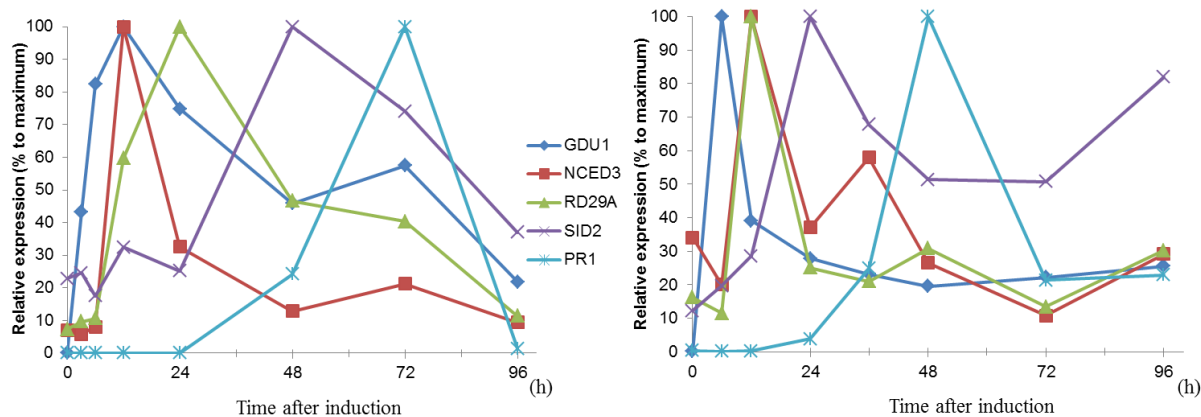 Relative expression (% to maximum)
100
90
80
70
60
50
40
30
20
10
0
0 24 48 72 96 (h)
Time after induction
GDU1
NCED3
RD29A
SID2
PR1
Relative expression (% to maximum)
100
90
80
70
60
50
40
30
20
10
0
0 24 48 72 96 (h)
Time after induction